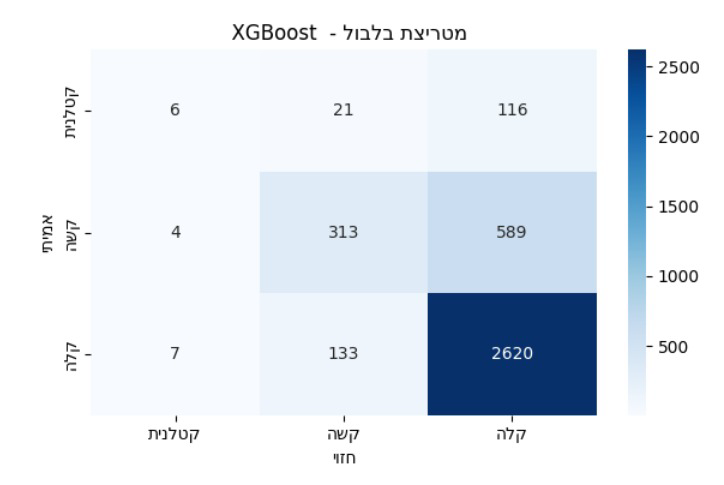 מטריצת בלבול - XGBoost
קטלנית 6 21 116
קשה 4 313 589
קלה 7 133 2620
אמיתי
קטלנית קשה קלה
חזוי
2500
2000
1500
1000
500